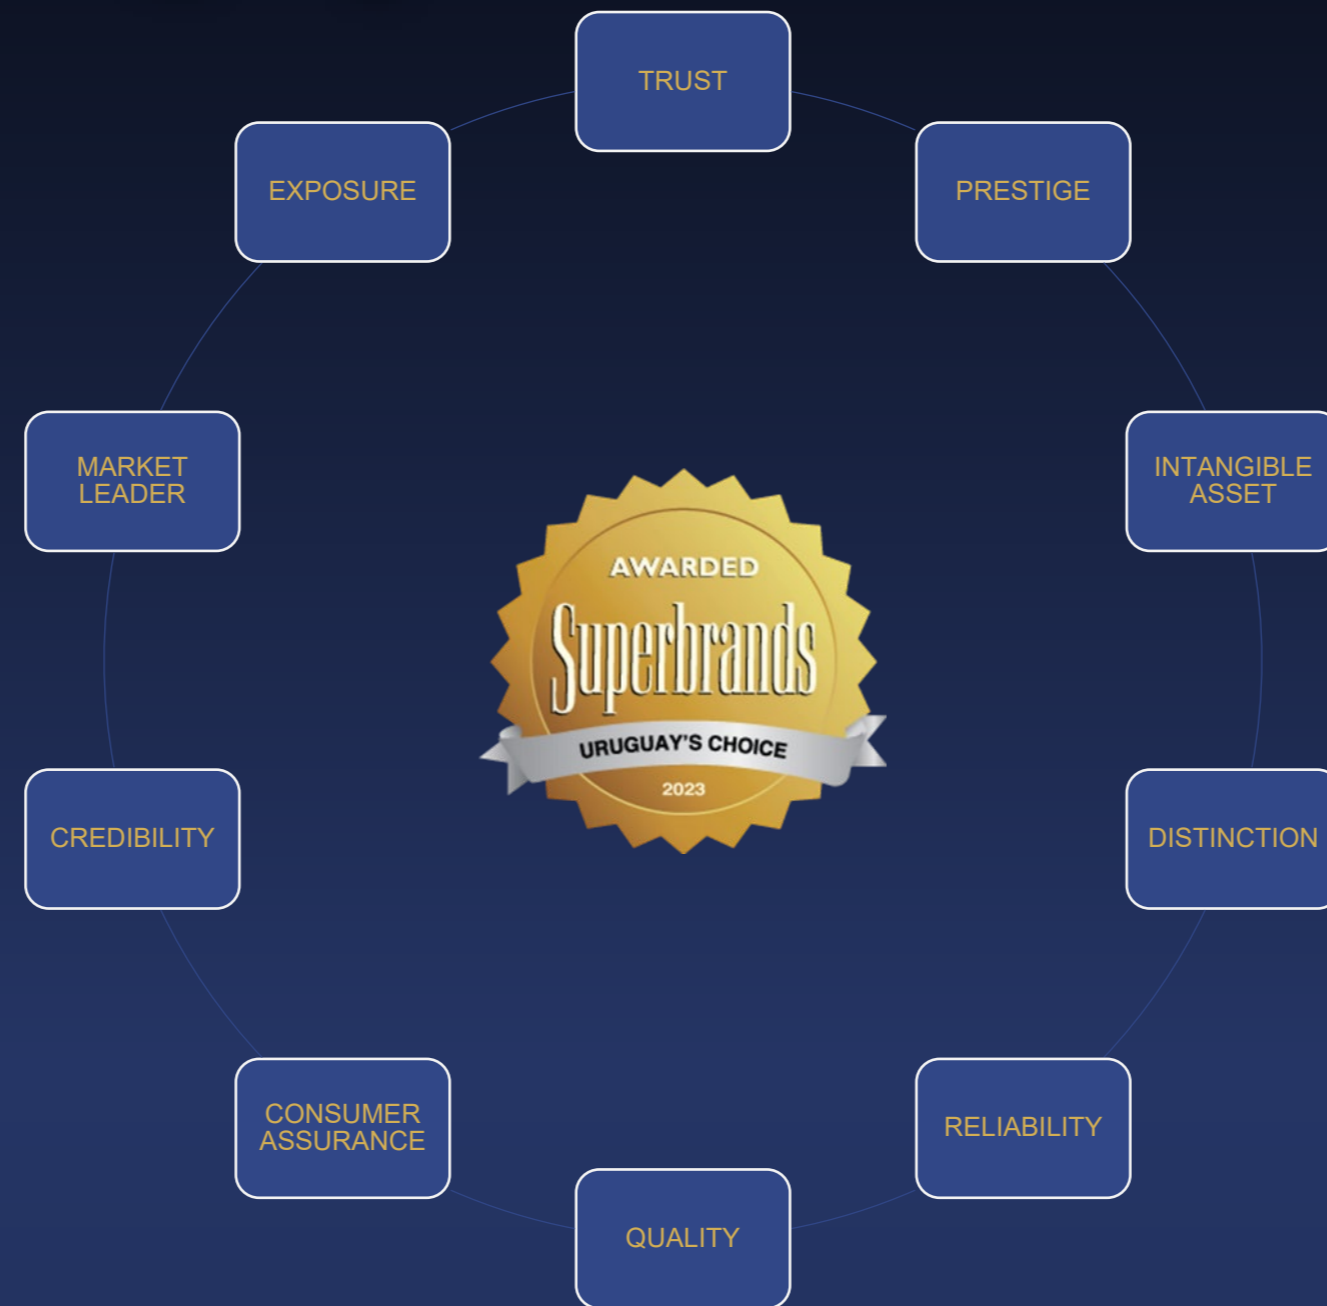 TRUST
EXPOSURE
PRESTIGE
MARKET
LEADER
INTANGIBLE
ASSET
AWARDED
Superbrands
URUGUAY'S CHOICE
2023
CREDIBILITY
DISTINCTION
CONSUMER
ASSURANCE
RELIABILITY
QUALITY